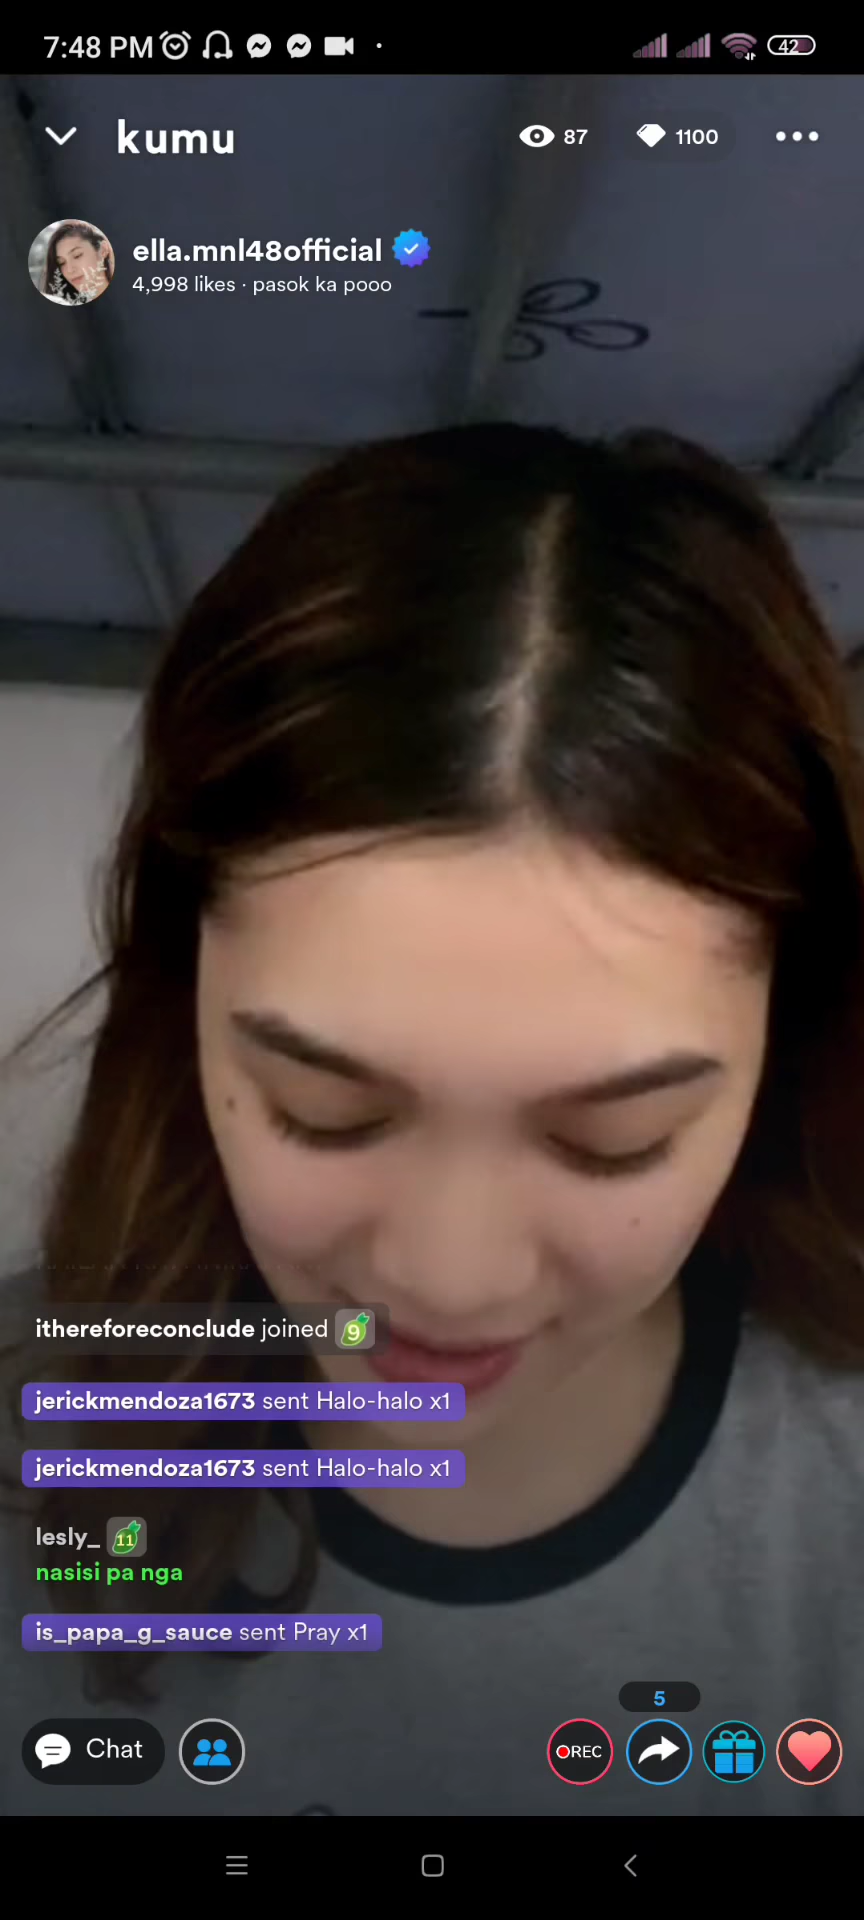 7:48 PM
42
kumu
87
1100
ella.mnl48official
4,998 likes · pasok ka pooo
ithereforeconclude joined 9
jerickmendoza1673 sent Halo-halo x1
jerickmendoza1673 sent Halo-halo x1
lesly_ 11
nasisi pa nga
is_papa_g_sauce sent Pray x1
5
Chat
REC